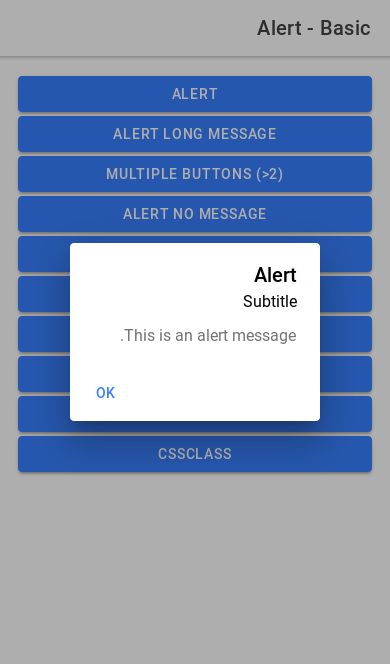 Alert - Basic
ALERT
ALERT LONG MESSAGE
MULTIPLE BUTTONS (>2)
ALERT NO MESSAGE
Alert
Subtitle
.This is an alert message
OK
CSSCLASS